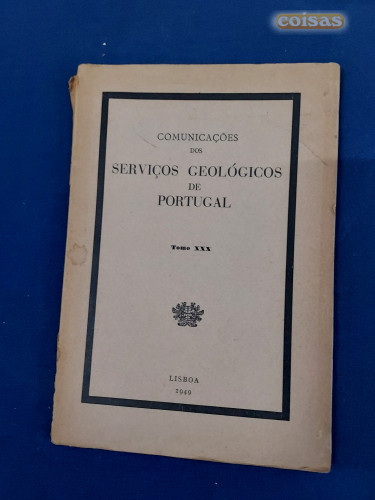 coisas
COMUNICAÇÕES
DOS
SERVIÇOS GEOLÓGICOS
DE
PORTUGAL
Tomo XXX
LISBOA
1949